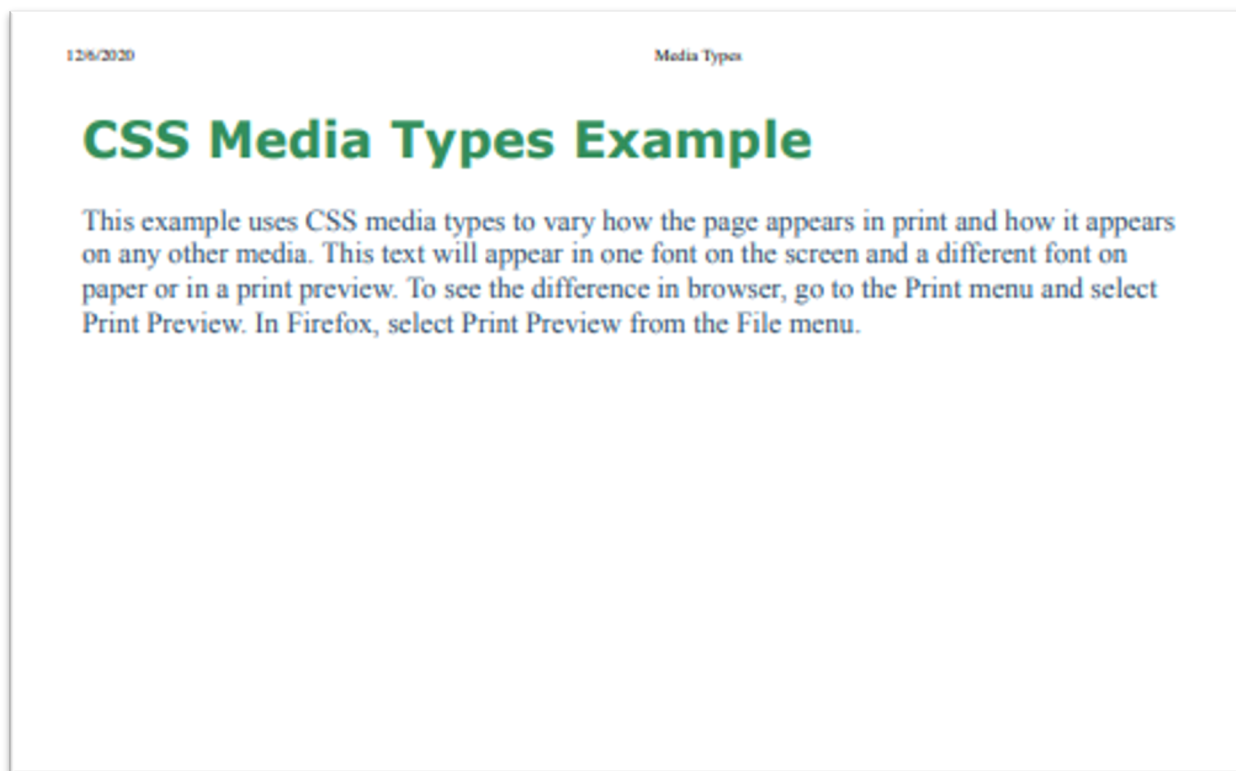 12/6/2020 Media Types
CSS Media Types Example
This example uses CSS media types to vary how the page appears in print and how it appears
on any other media. This text will appear in one font on the screen and a different font on
paper or in a print preview. To see the difference in browser, go to the Print menu and select
Print Preview. In Firefox, select Print Preview from the File menu.